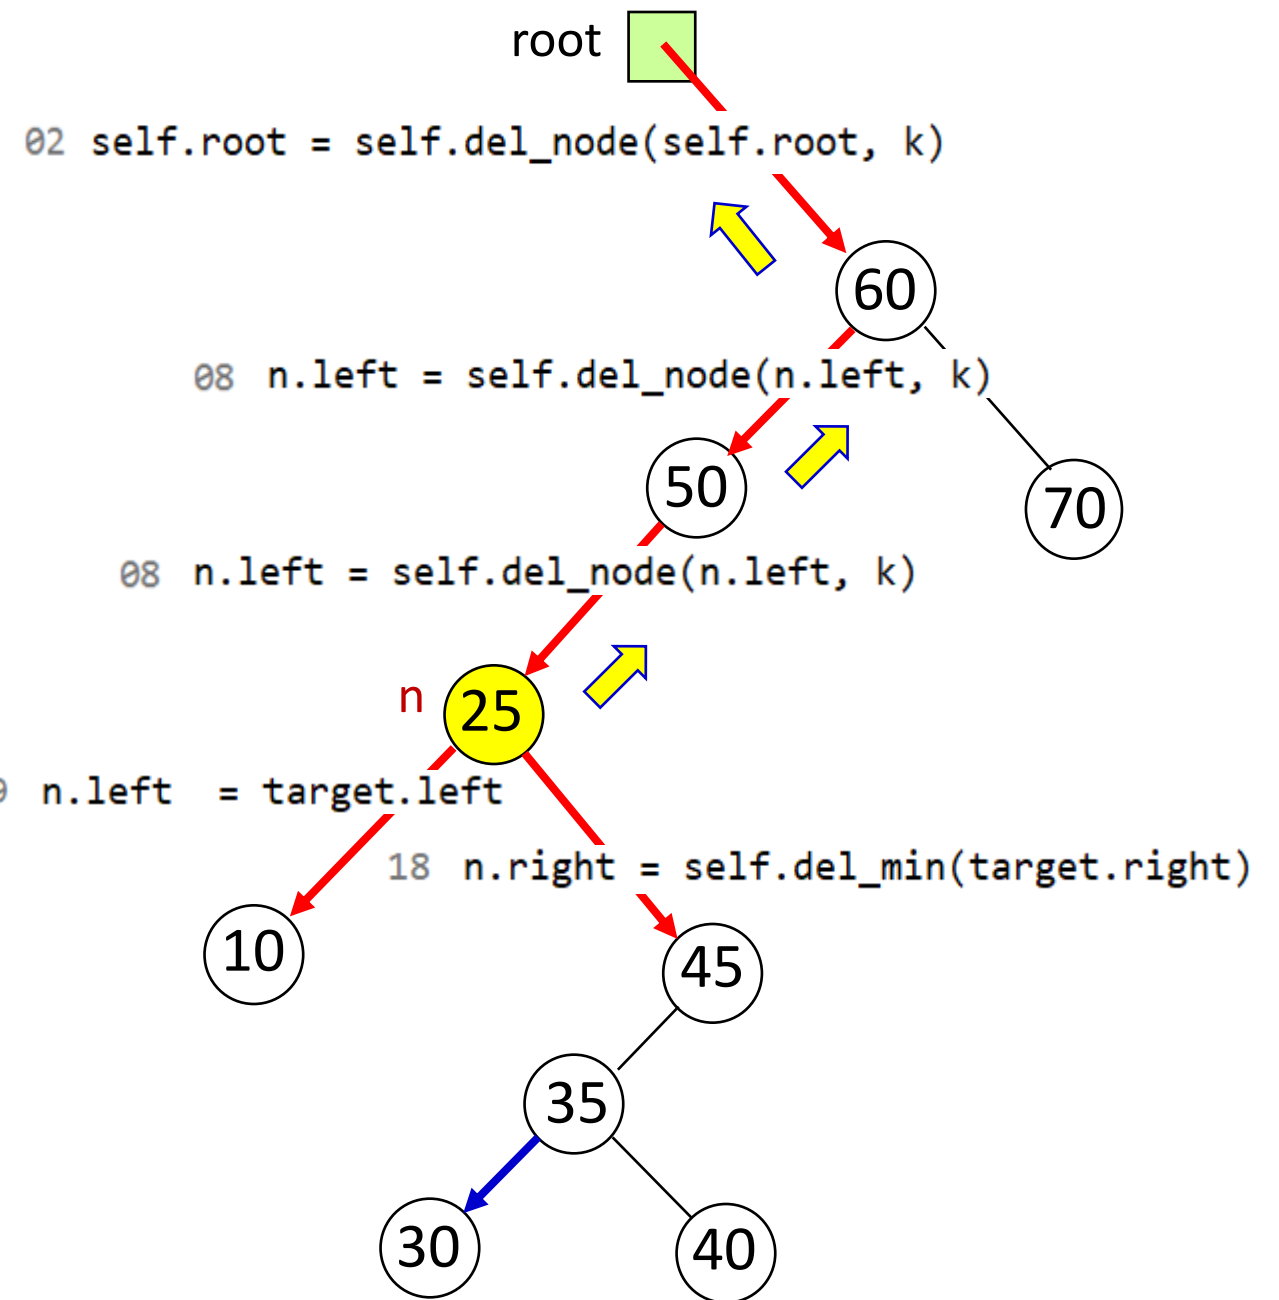 root
02 self.root = self.del_node(self.root, k)
60
08 n.left = self.del_node(n.left, k)
50
70
08 n.left = self.del_node(n.left, k)
n
25
9 n.left = target.left
18 n.right = self.del_min(target.right)
10
45
35
30
40